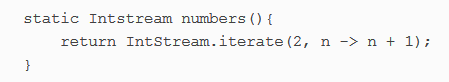 static Intstream numbers(){
    return IntStream.iterate(2, n -> n + 1);
}